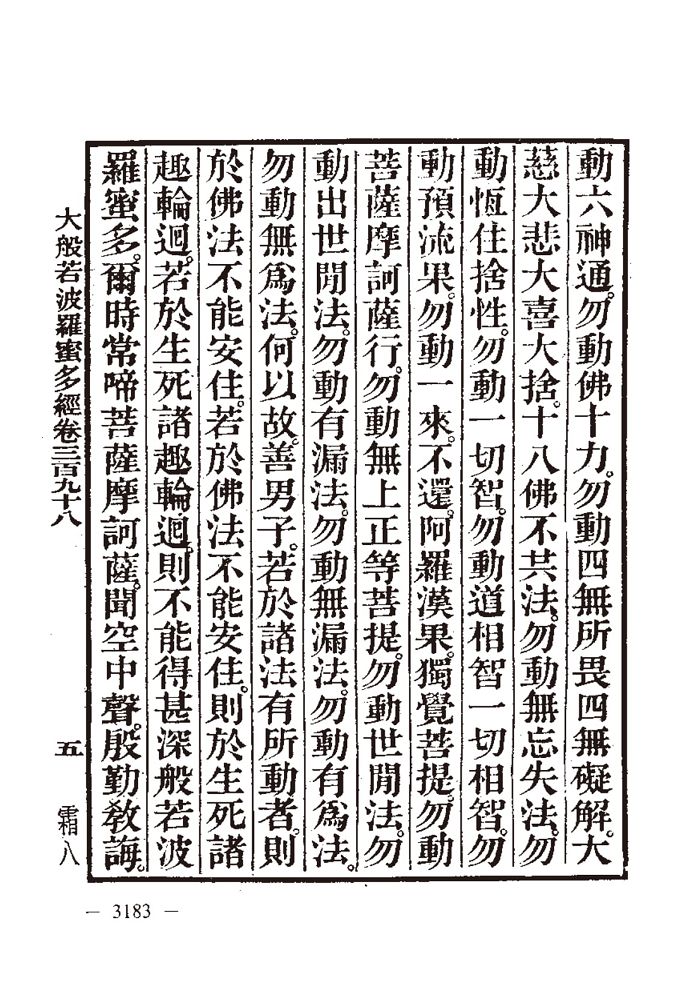 動六神通。勿動佛十力。勿動四無所畏四無礙解。大
慈大悲大喜大捨。十八佛不共法。勿動無忘失法。勿
動恆住捨性。勿動一切智。勿動道相智一切相智。勿
動預流果。勿動一來。不還。阿羅漢果。獨覺菩提。勿動
菩薩摩訶薩行。勿動無上正等菩提。勿動世閒法。勿
動出世閒法。勿動有漏法。勿動無漏法。勿動有爲法。
勿動無爲法。何以故。善男子。若於諸法有所動者。則
於佛法不能安住。若於佛法不能安住。則於生死諸
趣輪迴。若於生死諸趣輪迴。則不能得甚深般若波
羅蜜多。爾時常啼菩薩摩訶薩。聞空中聲。殷勤教誨。
大般若波羅蜜多經卷三百九十八
五
霜八
— 3183 —